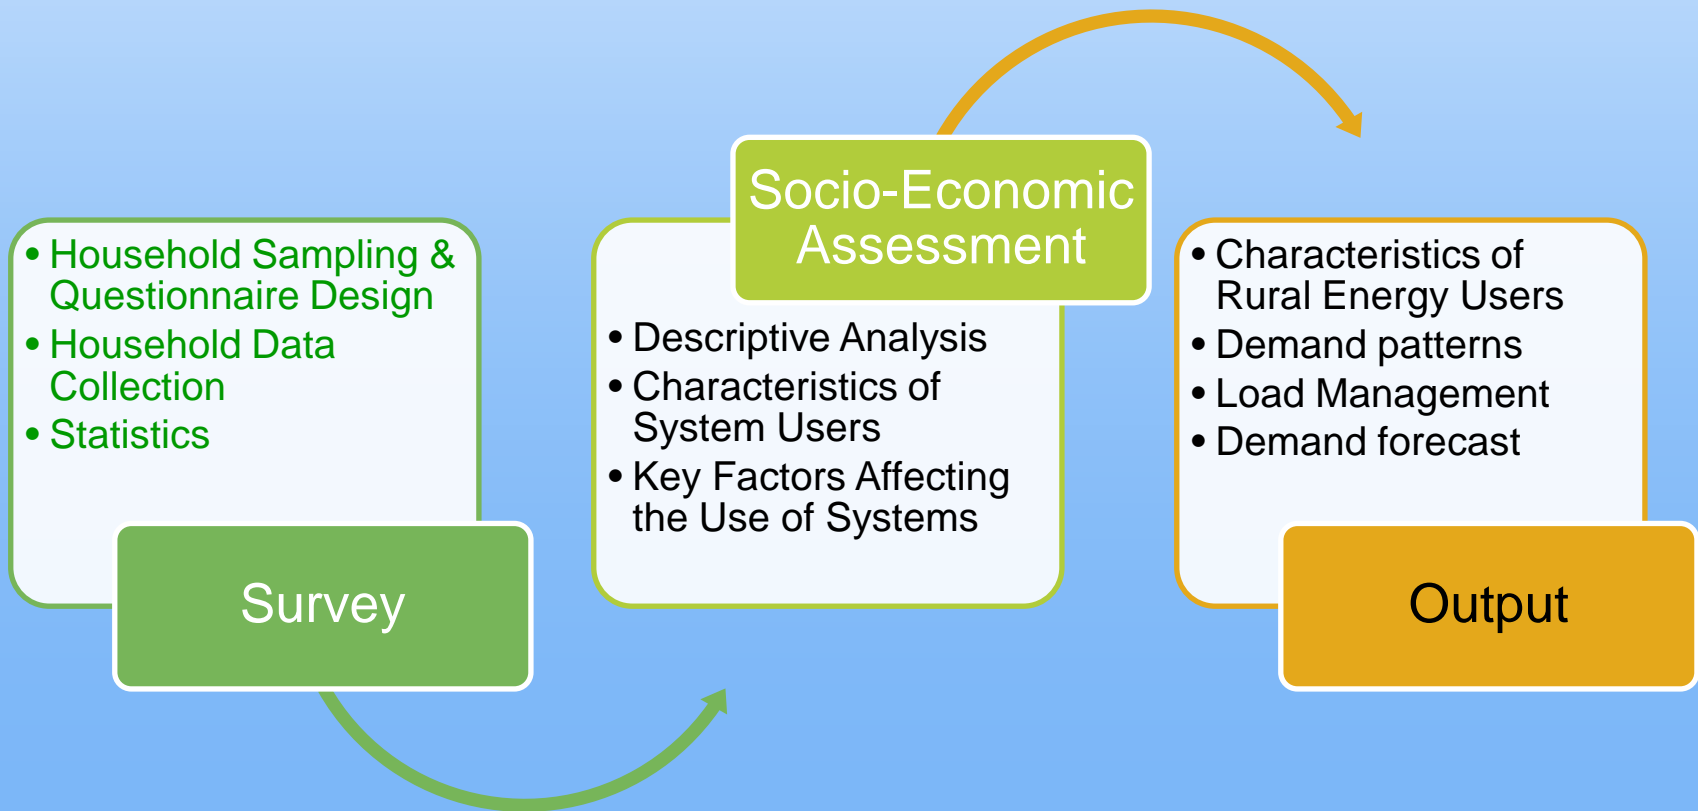 • Household Sampling &
Questionnaire Design
• Household Data
Collection
• Statistics
Survey
Socio-Economic
Assessment
• Descriptive Analysis
• Characteristics of
System Users
• Key Factors Affecting
the Use of Systems
• Characteristics of
Rural Energy Users
• Demand patterns
• Load Management
• Demand forecast
Output